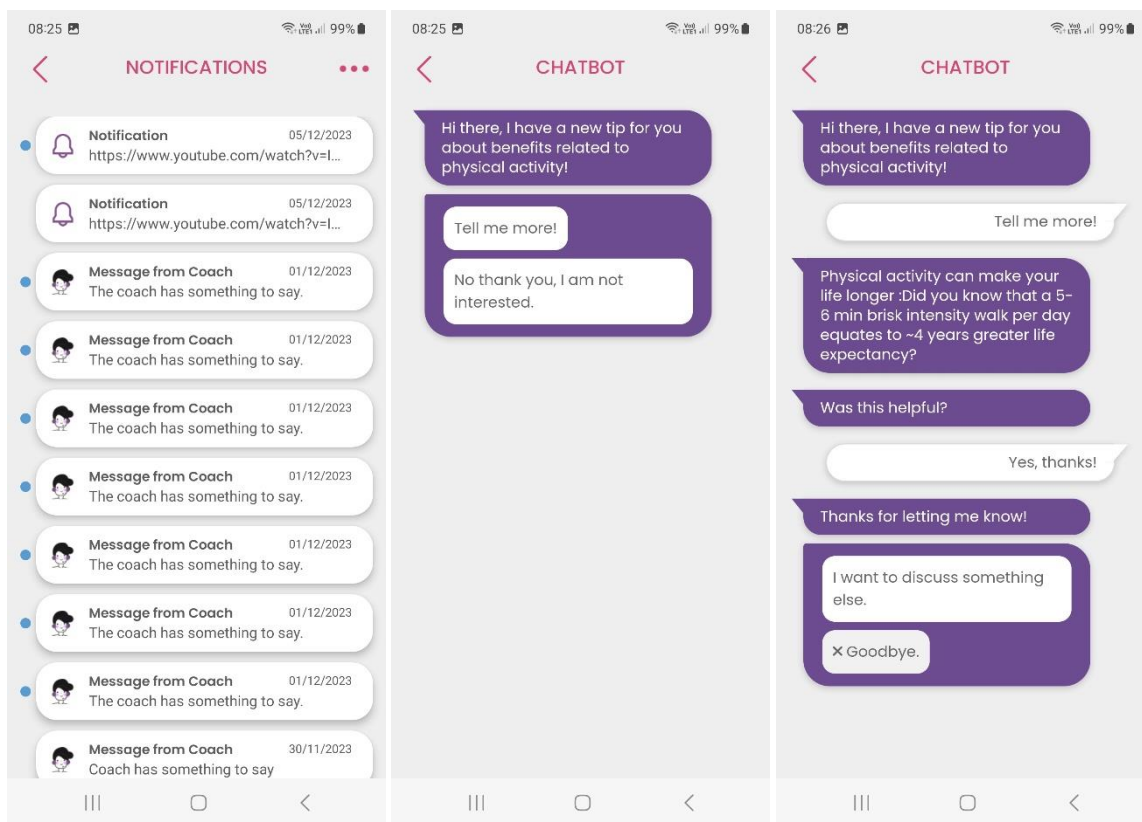 08:25
Vo))
LTE1
99%
NOTIFICATIONS
Notification
05/12/2023
https://www.youtube.com/watch?v=I...
Notification
05/12/2023
https://www.youtube.com/watch?v=I...
Message from Coach
01/12/2023
The coach has something to say.
Message from Coach
01/12/2023
The coach has something to say.
Message from Coach
01/12/2023
The coach has something to say.
Message from Coach
01/12/2023
The coach has something to say.
Message from Coach
01/12/2023
The coach has something to say.
Message from Coach
01/12/2023
The coach has something to say.
Message from Coach
01/12/2023
The coach has something to say.
Message from Coach
30/11/2023
Coach has something to say
08:25
Vo))
LTE1
99%
CHATBOT
Hi there, I have a new tip for you
about benefits related to
physical activity!
Tell me more!
No thank you, I am not
interested.
08:26
Vo))
LTE1
99%
CHATBOT
Hi there, I have a new tip for you
about benefits related to
physical activity!
Tell me more!
Physical activity can make your
life longer :Did you know that a 5-
6 min brisk intensity walk per day
equates to ~4 years greater life
expectancy?
Was this helpful?
Yes, thanks!
Thanks for letting me know!
I want to discuss something
else.
× Goodbye.